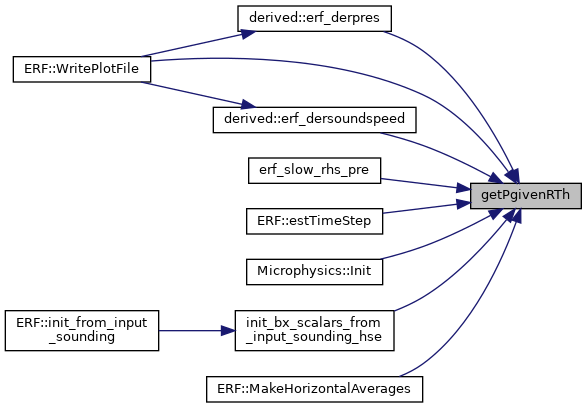 derived::erf_derpres
ERF::WritePlotFile
derived::erf_dersoundspeed
erf_slow_rhs_pre
getPgivenRTh
ERF::estTimeStep
Microphysics::Init
ERF::init_from_input
_sounding
init_bx_scalars_from
_input_sounding_hse
ERF::MakeHorizontalAverages